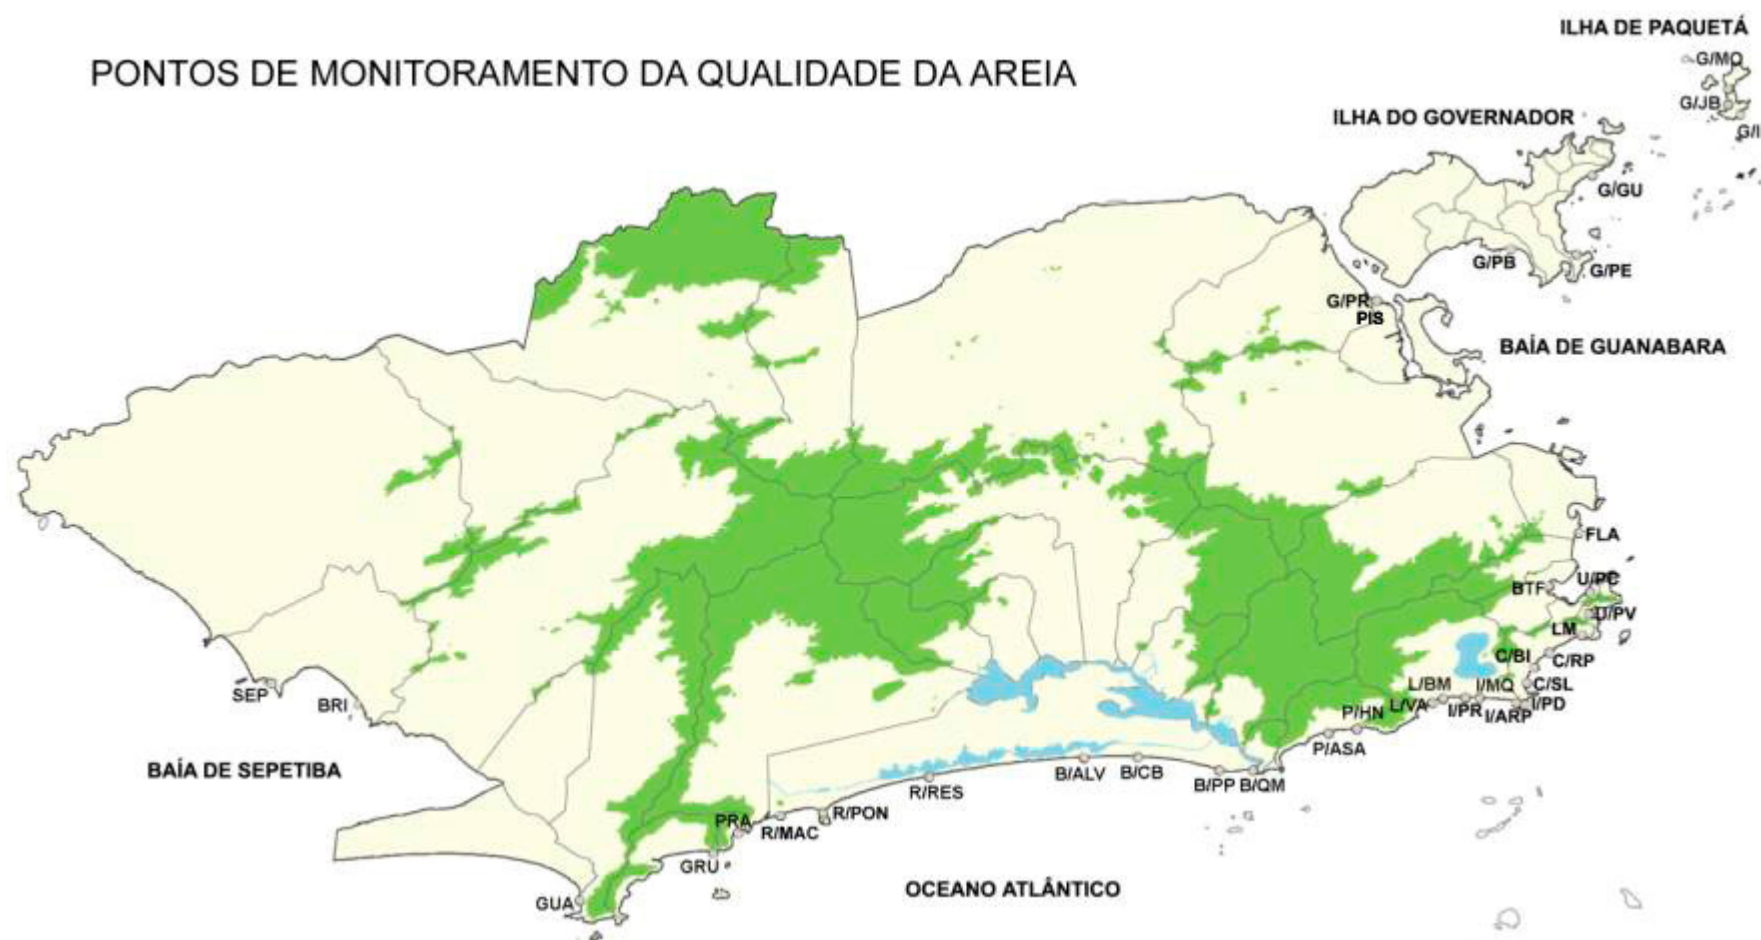 ILHA DE PAQUETÁ
G/MO
PONTOS DE MONITORAMENTO DA QUALIDADE DA AREIA
G/JB
ILHA DO GOVERNADOR
G/GU
G/PB
G/PE
G/PR
PIS
BAÍA DE GUANABARA
FLA
BTF
U/PV
LM
C/BI
C/RP
L/BM
I/MQ
C/SL
SEP
BRI
P/HN
L/VA
I/PR
I/ARP
I/PD
P/ASA
BAÍA DE SEPETIBA
B/ALV
B/CB
B/PP
B/QM
R/RES
PRA
R/MAC
R/PON
GRU
OCEANO ATLÂNTICO
GUA